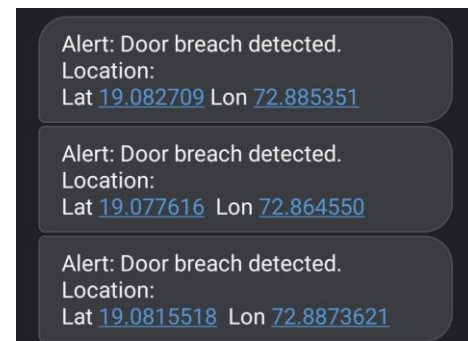 Alert: Door breach detected.
Location:
Lat 19.082709 Lon 72.885351
Alert: Door breach detected.
Location:
Lat 19.077616 Lon 72.864550
Alert: Door breach detected.
Location:
Lat 19.0815518 Lon 72.8873621